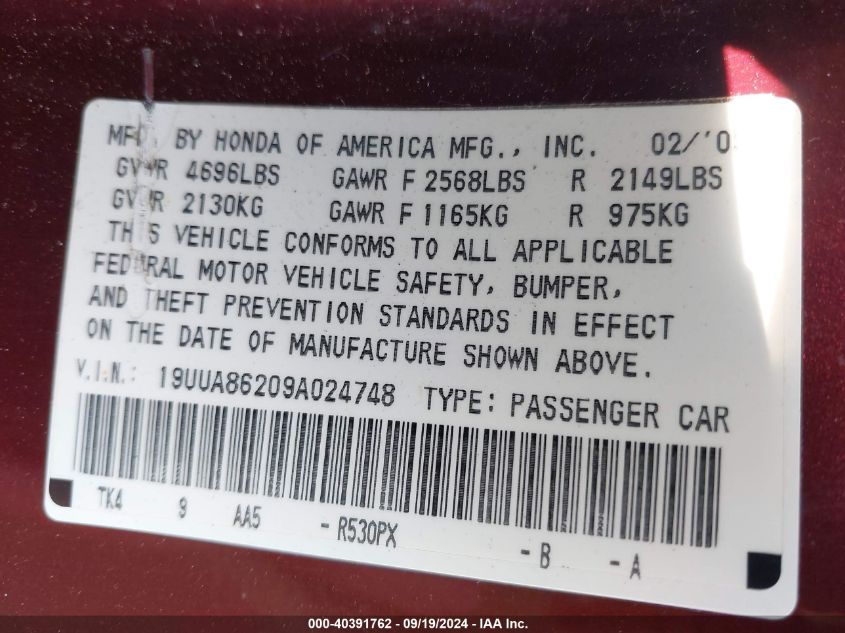 MFD. BY HONDA OF AMERICA MFG., INC. 02/'0
GVWR 4696LBS GAWR F 2568LBS R 2149LBS
GVWR 2130KG GAWR F 1165KG R 975KG
THIS VEHICLE CONFORMS TO ALL APPLICABLE
FEDERAL MOTOR VEHICLE SAFETY, BUMPER,
AND THEFT PREVENTION STANDARDS IN EFFECT
ON THE DATE OF MANUFACTURE SHOWN ABOVE.
V.I.N.: 19UUA86209A024748 TYPE: PASSENGER CAR
TK4 9 AA5 - R530PX - B - A
000-40391762 - 09/19/2024 - IAA Inc.